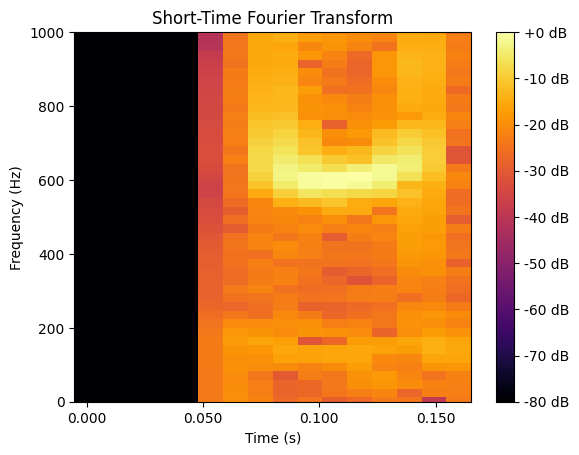 Short-Time Fourier Transform
Frequency (Hz)
1000
800
600
400
200
0
0.000
0.050
0.100
0.150
Time (s)
+0 dB
-10 dB
-20 dB
-30 dB
-40 dB
-50 dB
-60 dB
-70 dB
-80 dB